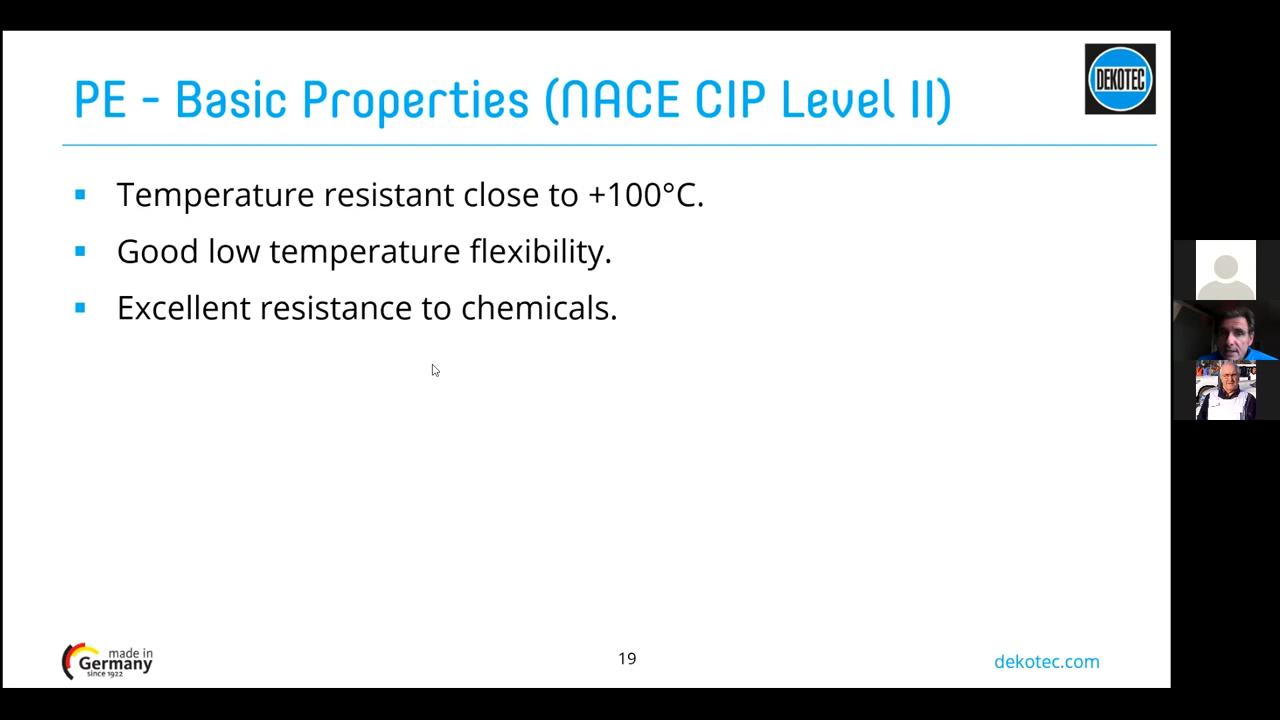 PE - Basic Properties (NACE CIP Level II)
DEKOTEC
Temperature resistant close to +100°C.
Good low temperature flexibility.
Excellent resistance to chemicals.
made in
Germany
since 1922
19
dekotec.com